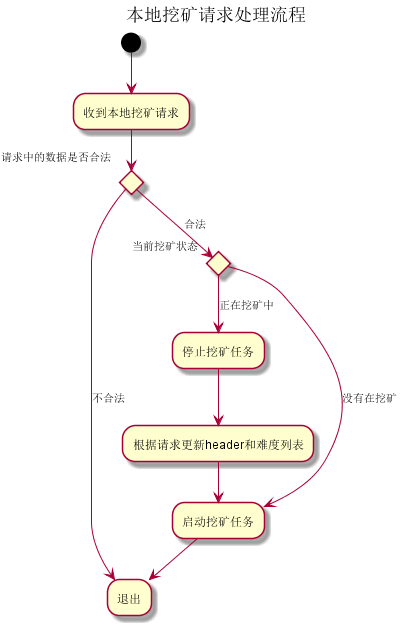 本地挖矿请求处理流程
收到本地挖矿请求
请求中的数据是否合法
合法
当前挖矿状态
正在挖矿中
停止挖矿任务
不合法
没有在挖矿
根据请求更新header和难度列表
启动挖矿任务
退出